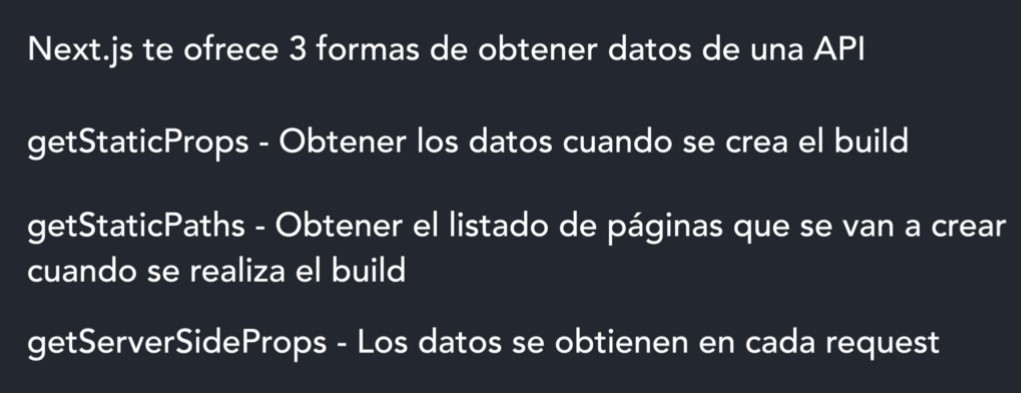 Next.js te ofrece 3 formas de obtener datos de una API
getStaticProps - Obtener los datos cuando se crea el build
getStaticPaths - Obtener el listado de páginas que se van a crear
cuando se realiza el build
getServerSideProps - Los datos se obtienen en cada request